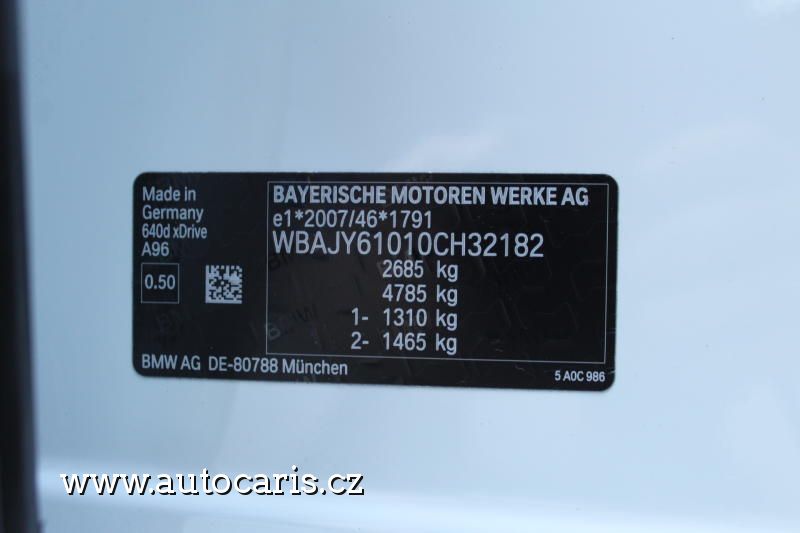 Made in
Germany
640d xDrive
A96
0.50
BAYERISCHE MOTOREN WERKE AG
e1*2007/46*1791
WBAJY61010CH32182
2685 kg
4785 kg
1- 1310 kg
2- 1465 kg
BMW AG DE-80788 München
5 A0C 986
www.autocaris.cz